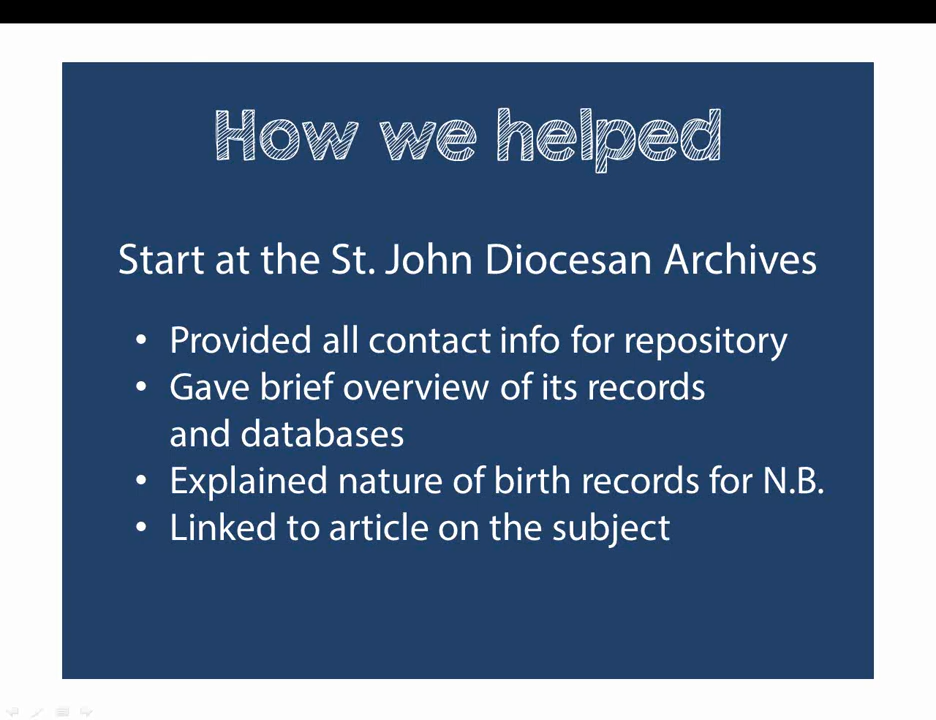 How we helped
Start at the St. John Diocesan Archives
• Provided all contact info for repository
• Gave brief overview of its records
and databases
• Explained nature of birth records for N.B.
• Linked to article on the subject